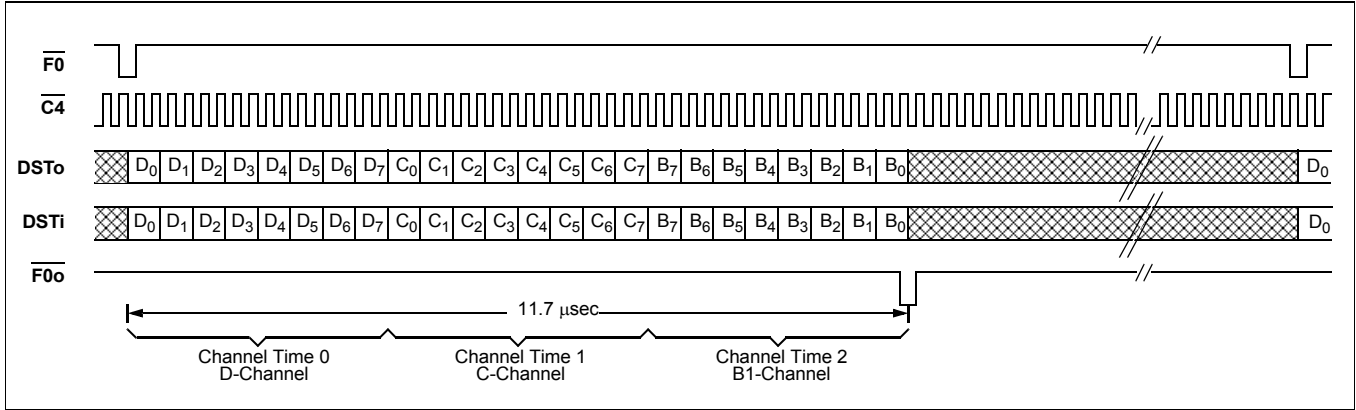 F0
C4
DSTo D₀ D₁ D₂ D₃ D₄ D₅ D₆ D₇ C₀ C₁ C₂ C₃ C₄ C₅ C₆ C₇ B₇ B₆ B₅ B₄ B₃ B₂ B₁ B₀ D₀
DSTi D₀ D₁ D₂ D₃ D₄ D₅ D₆ D₇ C₀ C₁ C₂ C₃ C₄ C₅ C₆ C₇ B₇ B₆ B₅ B₄ B₃ B₂ B₁ B₀ D₀
F0o
11.7 μsec
Channel Time 0 Channel Time 1 Channel Time 2
D-Channel C-Channel B1-Channel